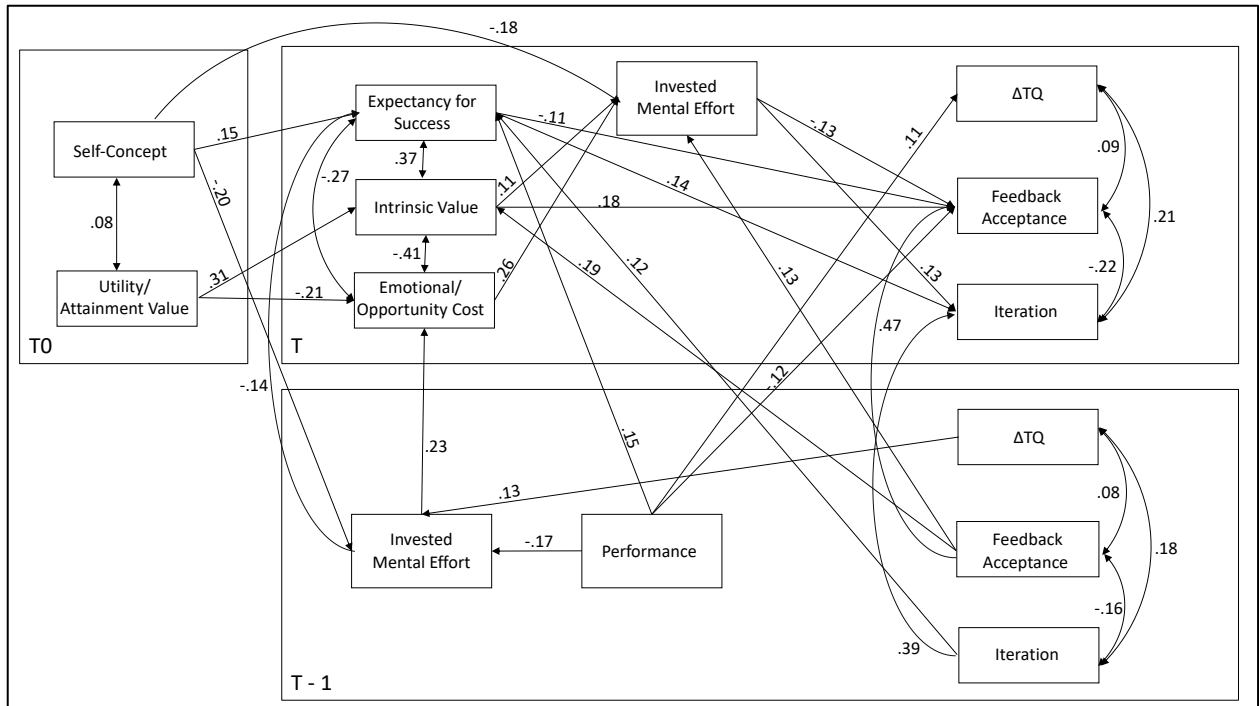 -.18
Self-Concept
.08
Utility/
Attainment Value
T0
.15
-.20
.31
-.21
Expectancy for
Success
.37
-.27
Intrinsic Value
-.41
Emotional/
Opportunity Cost
T
Invested
Mental Effort
.11
.26
-.11
-.13
.14
.18
.13
.11
.19
.12
.13
.47
-.12
ΔTQ
.09
Feedback
Acceptance
.21
-.22
Iteration
-.14
.23
.15
.13
Invested
Mental Effort
-.17
Performance
ΔTQ
.08
Feedback
Acceptance
.18
-.16
Iteration
.39
T - 1